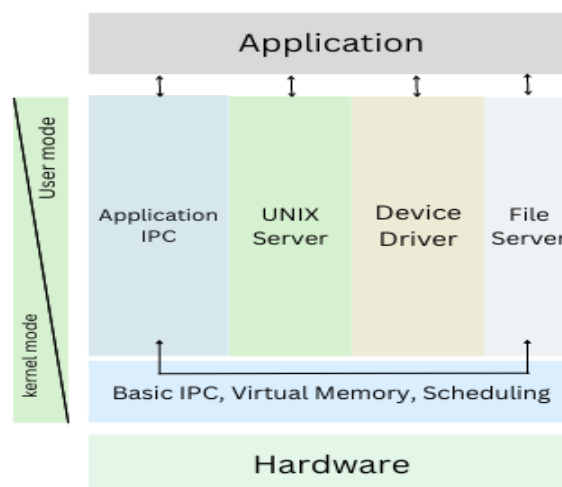 Application
User mode
kernel mode
Application
IPC
UNIX
Server
Device
Driver
File
Server
Basic IPC, Virtual Memory, Scheduling
Hardware